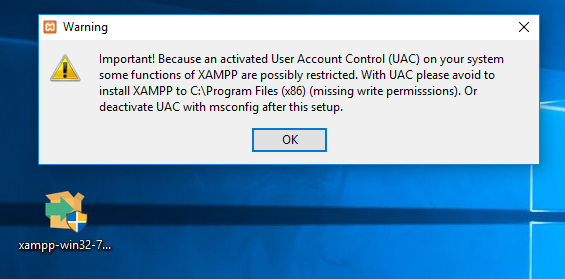 Warning
Important! Because an activated User Account Control (UAC) on your system
some functions of XAMPP are possibly restricted. With UAC please avoid to
install XAMPP to C:\Program Files (x86) (missing write permisssions). Or
deactivate UAC with msconfig after this setup.
OK
xampp-win32-7...